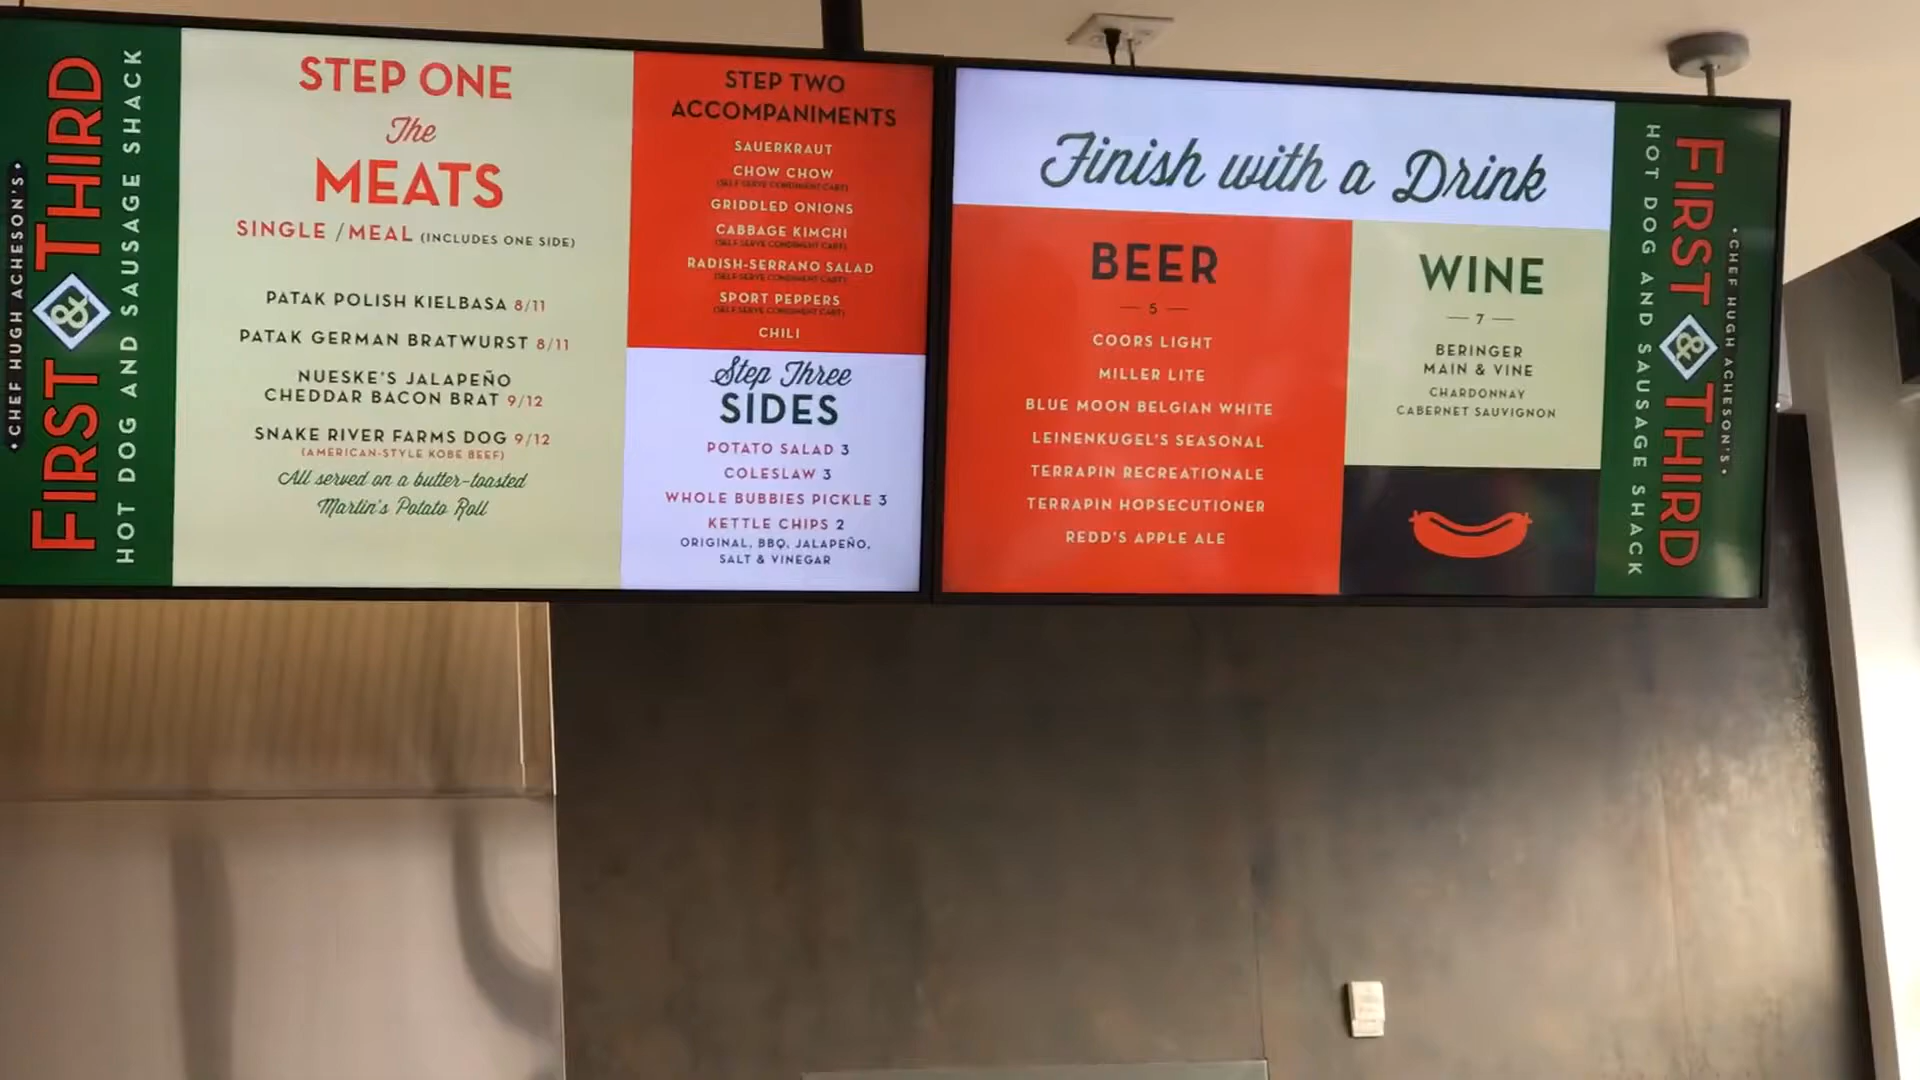 • CHEF HUGH ACHESON'S •
FIRST & THIRD
HOT DOG AND SAUSAGE SHACK
STEP ONE
The
MEATS
SINGLE / MEAL (INCLUDES ONE SIDE)
PATAK POLISH KIELBASA 8/11
PATAK GERMAN BRATWURST 8/11
NUESKE'S JALAPEÑO
CHEDDAR BACON BRAT 9/12
SNAKE RIVER FARMS DOG 9/12
(AMERICAN-STYLE KOBE BEEF)
All served on a butter-toasted
Martin's Potato Roll
STEP TWO
ACCOMPANIMENTS
SAUERKRAUT
CHOW CHOW
(SELF SERVE CONDIMENT CART)
GRIDDLED ONIONS
CABBAGE KIMCHI
(SELF SERVE CONDIMENT CART)
RADISH-SERRANO SALAD
(SELF SERVE CONDIMENT CART)
SPORT PEPPERS
(SELF SERVE CONDIMENT CART)
CHILI
Step Three
SIDES
POTATO SALAD 3
COLESLAW 3
WHOLE BUBBIES PICKLE 3
KETTLE CHIPS 2
ORIGINAL, BBQ, JALAPEÑO,
SALT & VINEGAR
Finish with a Drink
BEER
— 5 —
COORS LIGHT
MILLER LITE
BLUE MOON BELGIAN WHITE
LEINENKUGEL'S SEASONAL
TERRAPIN RECREATIONALE
TERRAPIN HOPSECUTIONER
REDD'S APPLE ALE
WINE
— 7 —
BERINGER
MAIN & VINE
CHARDONNAY
CABERNET SAUVIGNON
• CHEF HUGH ACHESON'S •
FIRST & THIRD
HOT DOG AND SAUSAGE SHACK